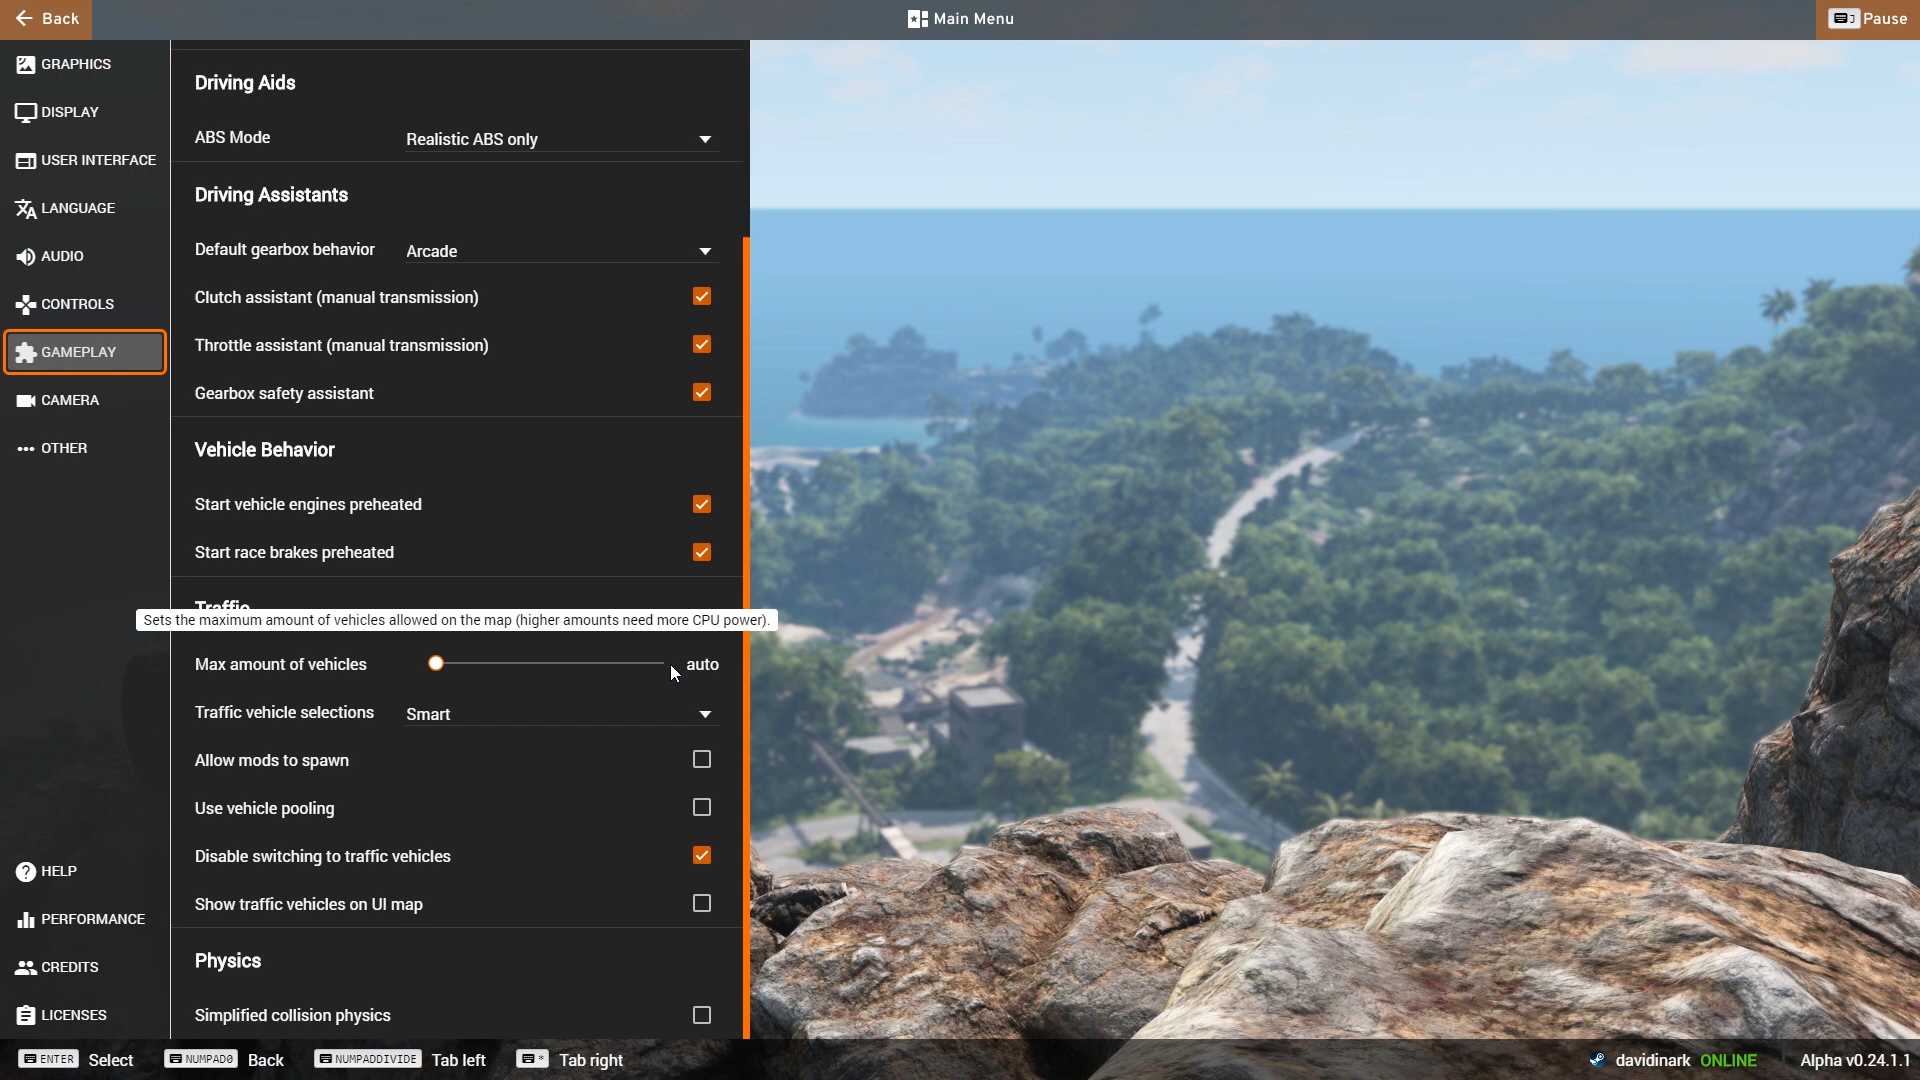 Back
Main Menu
J Pause
GRAPHICS
DISPLAY
USER INTERFACE
LANGUAGE
AUDIO
CONTROLS
GAMEPLAY
CAMERA
OTHER
HELP
PERFORMANCE
CREDITS
LICENSES
Driving Aids
ABS Mode Realistic ABS only
Driving Assistants
Default gearbox behavior Arcade
Clutch assistant (manual transmission)
Throttle assistant (manual transmission)
Gearbox safety assistant
Vehicle Behavior
Start vehicle engines preheated
Start race brakes preheated
Traffic
Sets the maximum amount of vehicles allowed on the map (higher amounts need more CPU power).
Max amount of vehicles auto
Traffic vehicle selections Smart
Allow mods to spawn
Use vehicle pooling
Disable switching to traffic vehicles
Show traffic vehicles on UI map
Physics
Simplified collision physics
ENTER Select NUMPAD0 Back NUMPADDIVIDE Tab left * Tab right
davidinark ONLINE Alpha v0.24.1.1